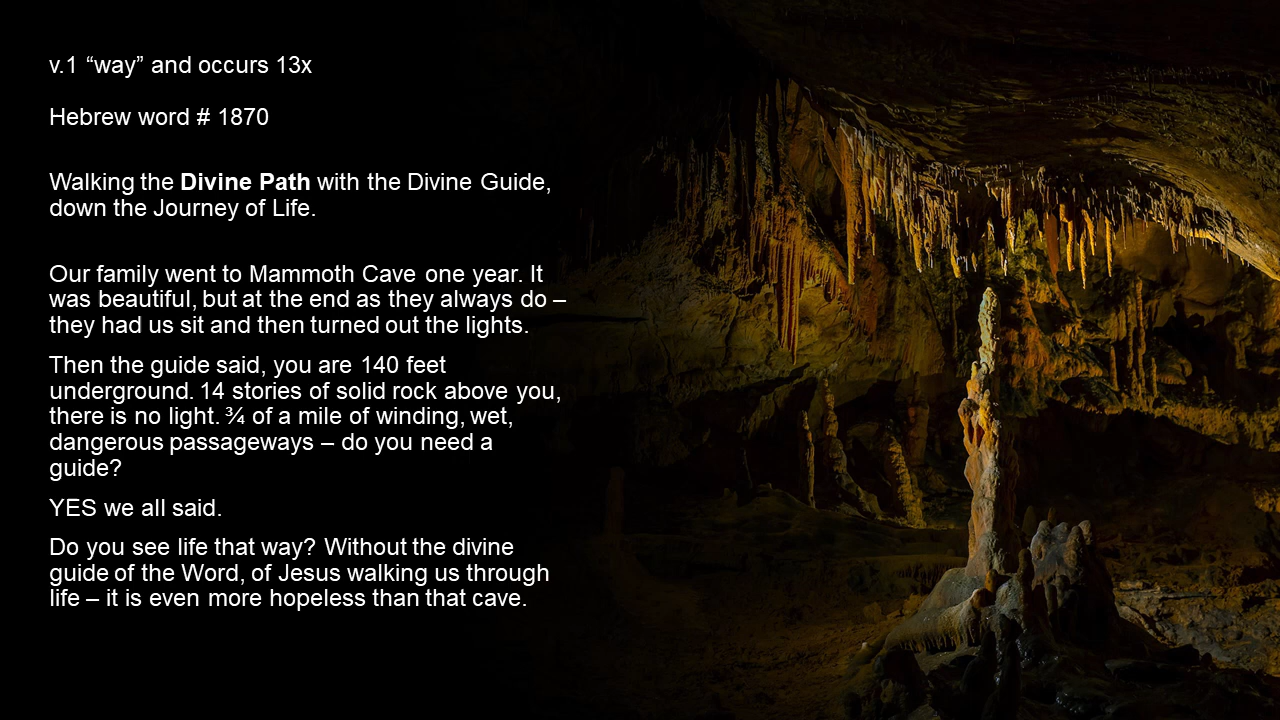 v.1 “way” and occurs 13x
Hebrew word # 1870
Walking the Divine Path with the Divine Guide,
down the Journey of Life.
Our family went to Mammoth Cave one year. It
was beautiful, but at the end as they always do –
they had us sit and then turned out the lights.
Then the guide said, you are 140 feet
underground. 14 stories of solid rock above you,
there is no light. ¾ of a mile of winding, wet,
dangerous passageways – do you need a
guide?
YES we all said.
Do you see life that way? Without the divine
guide of the Word, of Jesus walking us through
life – it is even more hopeless than that cave.